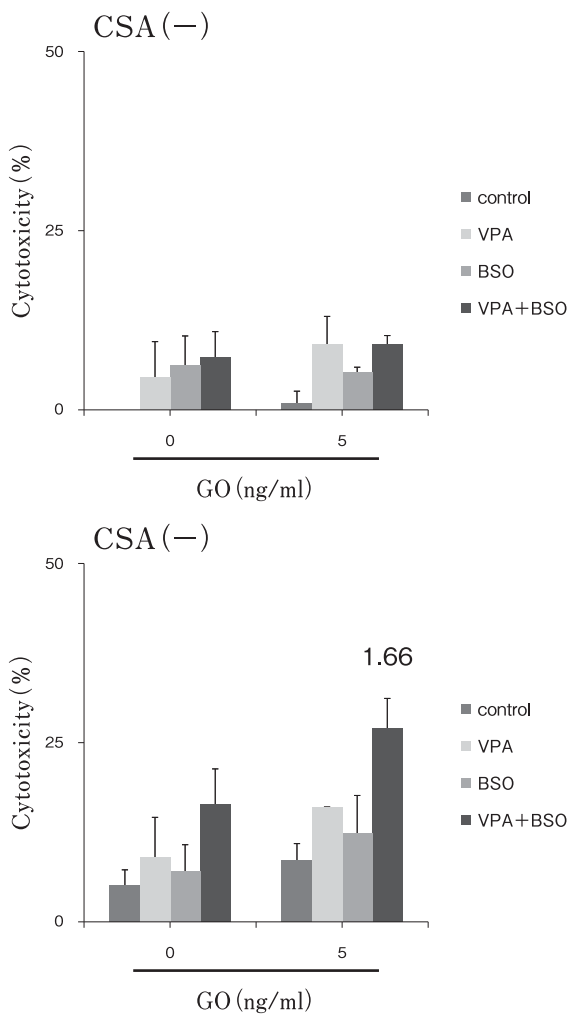 CSA(−)
50
25
0
Cytotoxicity(%)
control
VPA
BSO
VPA+BSO
0 5
GO(ng/ml)
CSA(−)
50
25
0
Cytotoxicity(%)
1.66
control
VPA
BSO
VPA+BSO
0 5
GO(ng/ml)